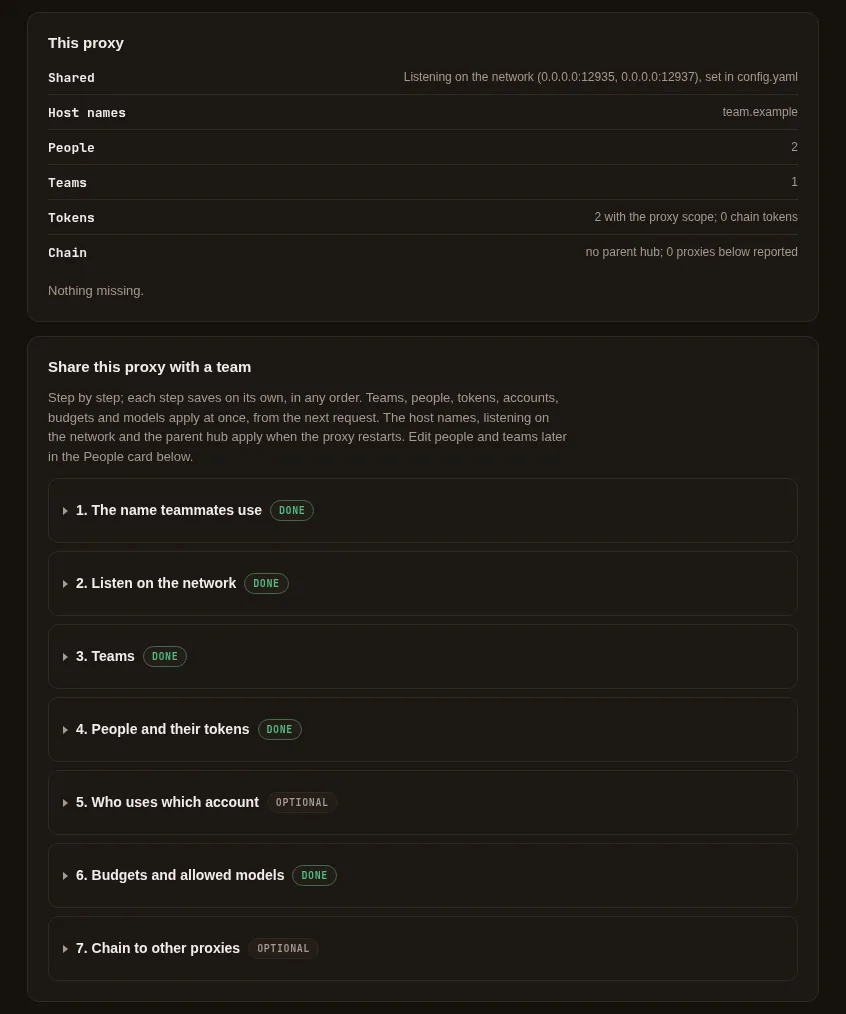 This proxy
Shared Listening on the network (0.0.0.0:12935, 0.0.0.0:12937), set in config.yaml
Host names team.example
People 2
Teams 1
Tokens 2 with the proxy scope; 0 chain tokens
Chain no parent hub; 0 proxies below reported
Nothing missing.
Share this proxy with a team
Step by step; each step saves on its own, in any order. Teams, people, tokens, accounts,
budgets and models apply at once, from the next request. The host names, listening on
the network and the parent hub apply when the proxy restarts. Edit people and teams later
in the People card below.
1. The name teammates use DONE
2. Listen on the network DONE
3. Teams DONE
4. People and their tokens DONE
5. Who uses which account OPTIONAL
6. Budgets and allowed models DONE
7. Chain to other proxies OPTIONAL